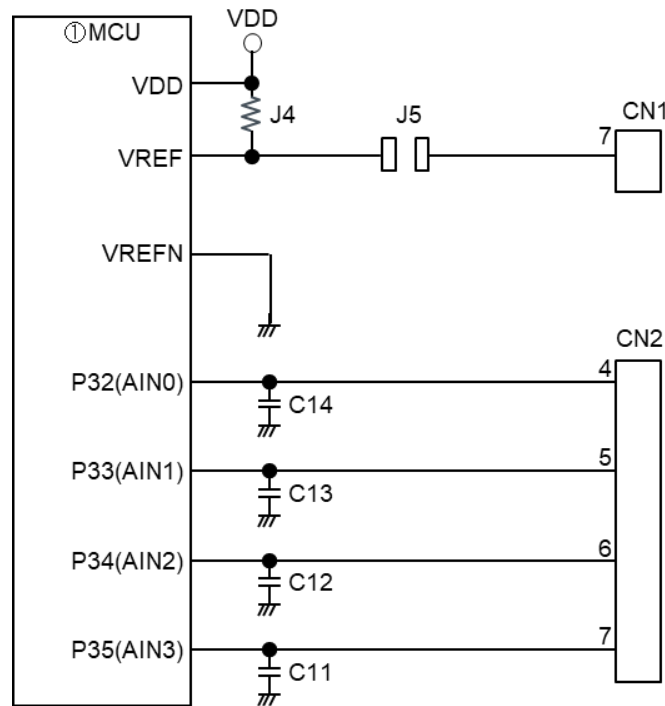 ①MCU
VDD
VDD
J4
J5
CN1
7
VREF
VREFN
CN2
P32(AIN0)
C14
4
P33(AIN1)
C13
5
P34(AIN2)
C12
6
P35(AIN3)
C11
7